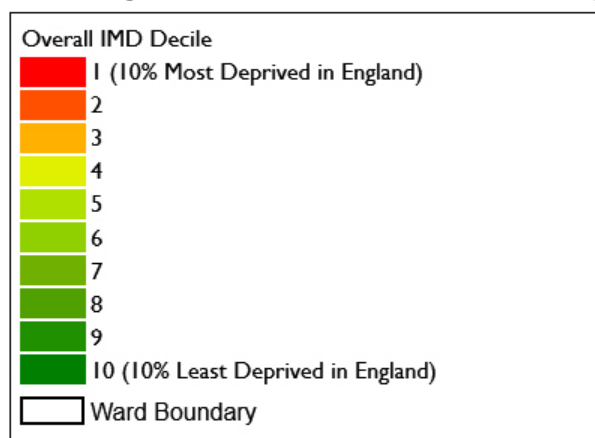 Overall IMD Decile
1 (10% Most Deprived in England)
2
3
4
5
6
7
8
9
10 (10% Least Deprived in England)
Ward Boundary